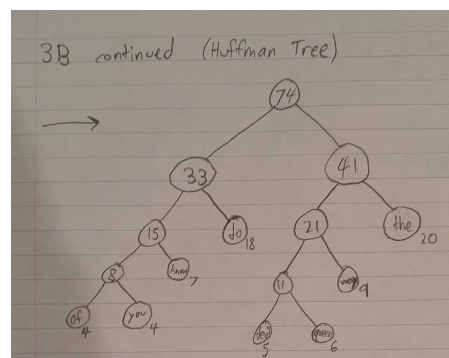 3B continued (Huffman Tree)
74
33 41
15 do 18 21 the 20
8 know 7 11 9
of 4 you 4 5 queen 6